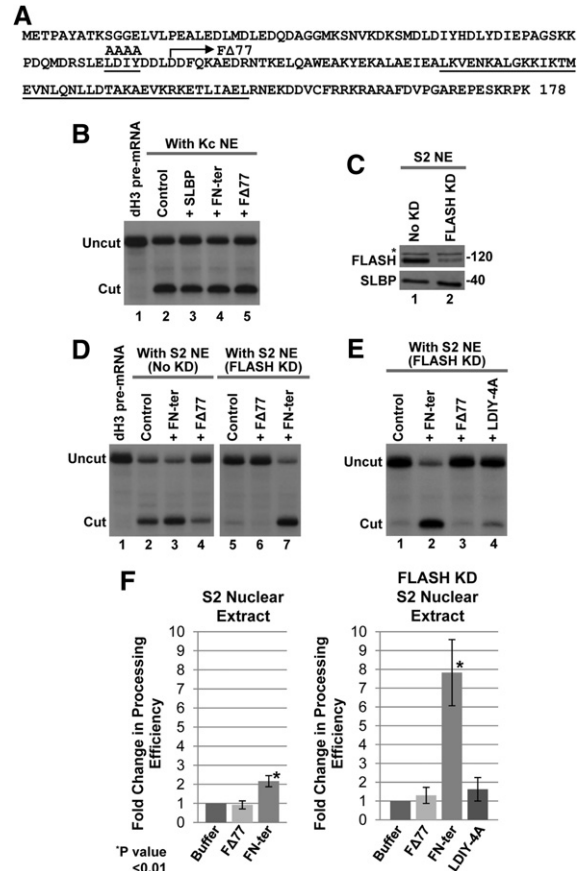 A
METPAYATKSGGELVLPEALEDLMDLEDQDAGGMKSNVKDKSMDLDIYHDLYDIEPAGSKK
AAAA FΔ77
PDQMDRSLELDIYDDLDDFQKAEDRNTKELQAWEAKYEKALAEIEALKVENKALGKKIKTM
EVNLQNLLDTAKAEVKRKETLIAELRNEKDDVCFRRKRARAFDVPGAREPESKRPK 178
B
dH3 pre-mRNA
With Kc NE
Control
+ SLBP
+ FN-ter
+ FΔ77
Uncut
Cut
1 2 3 4 5
C
S2 NE
No KD
FLASH KD
*
FLASH -120
SLBP -40
1 2
D
dH3 pre-mRNA
With S2 NE
(No KD)
With S2 NE
(FLASH KD)
Control
+ FN-ter
+ FΔ77
Control
+ FΔ77
+ FN-ter
Uncut
Cut
1 2 3 4 5 6 7
E
With S2 NE
(FLASH KD)
Control
+ FN-ter
+ FΔ77
+ LDIY-4A
Uncut
Cut
1 2 3 4
F
S2 Nuclear
Extract
Fold Change in Processing
Efficiency
10
9
8
7
6
5
4
3
2
1
0
*
Buffer
FΔ77
FN-ter
*P value
<0.01
FLASH KD
S2 Nuclear
Extract
Fold Change in Processing
Efficiency
10
9
8
7
6
5
4
3
2
1
0
*
Buffer
FΔ77
FN-ter
LDIY-4A